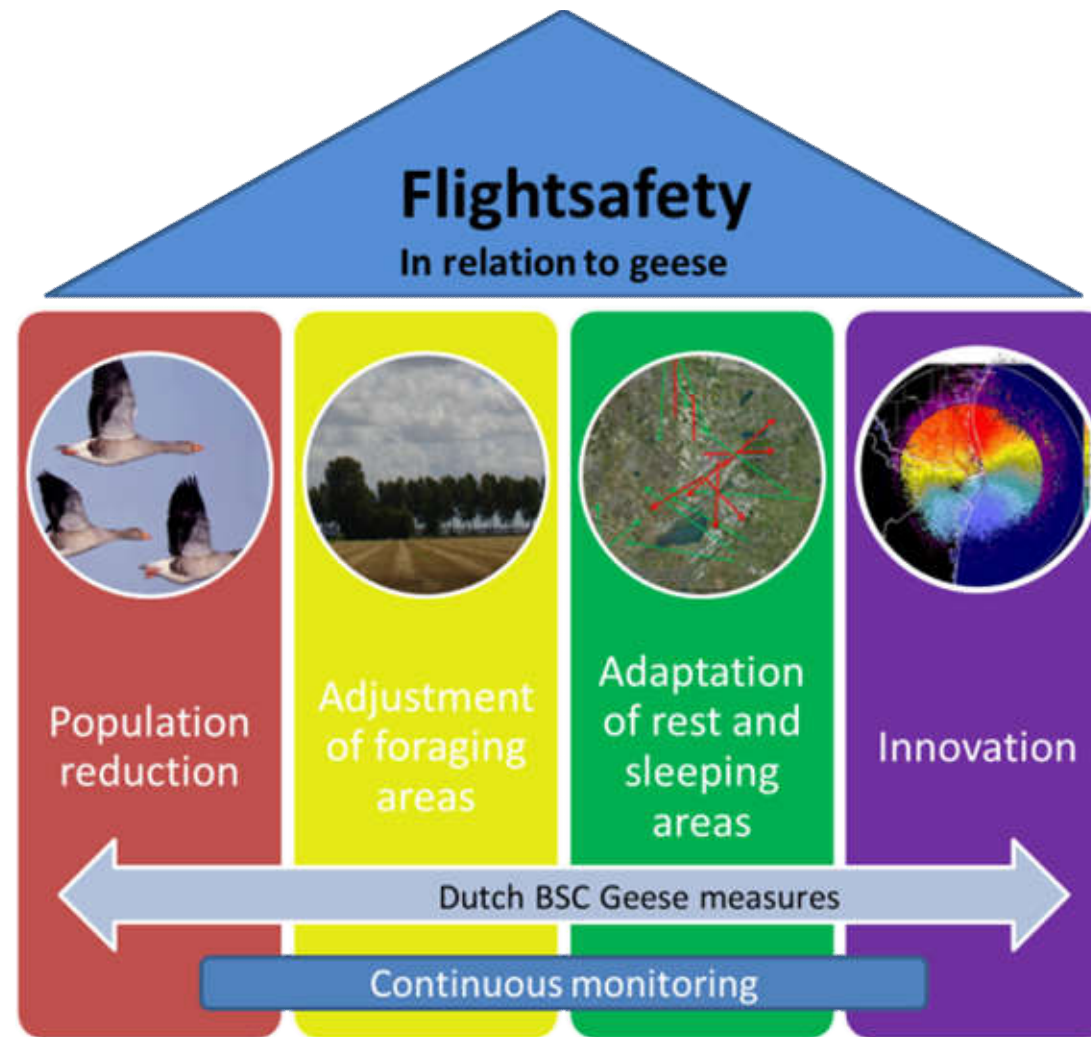 Flightsafety
In relation to geese
Population
reduction
Adjustment
of foraging
areas
Adaptation
of rest and
sleeping
areas
Innovation
Dutch BSC Geese measures
Continuous monitoring